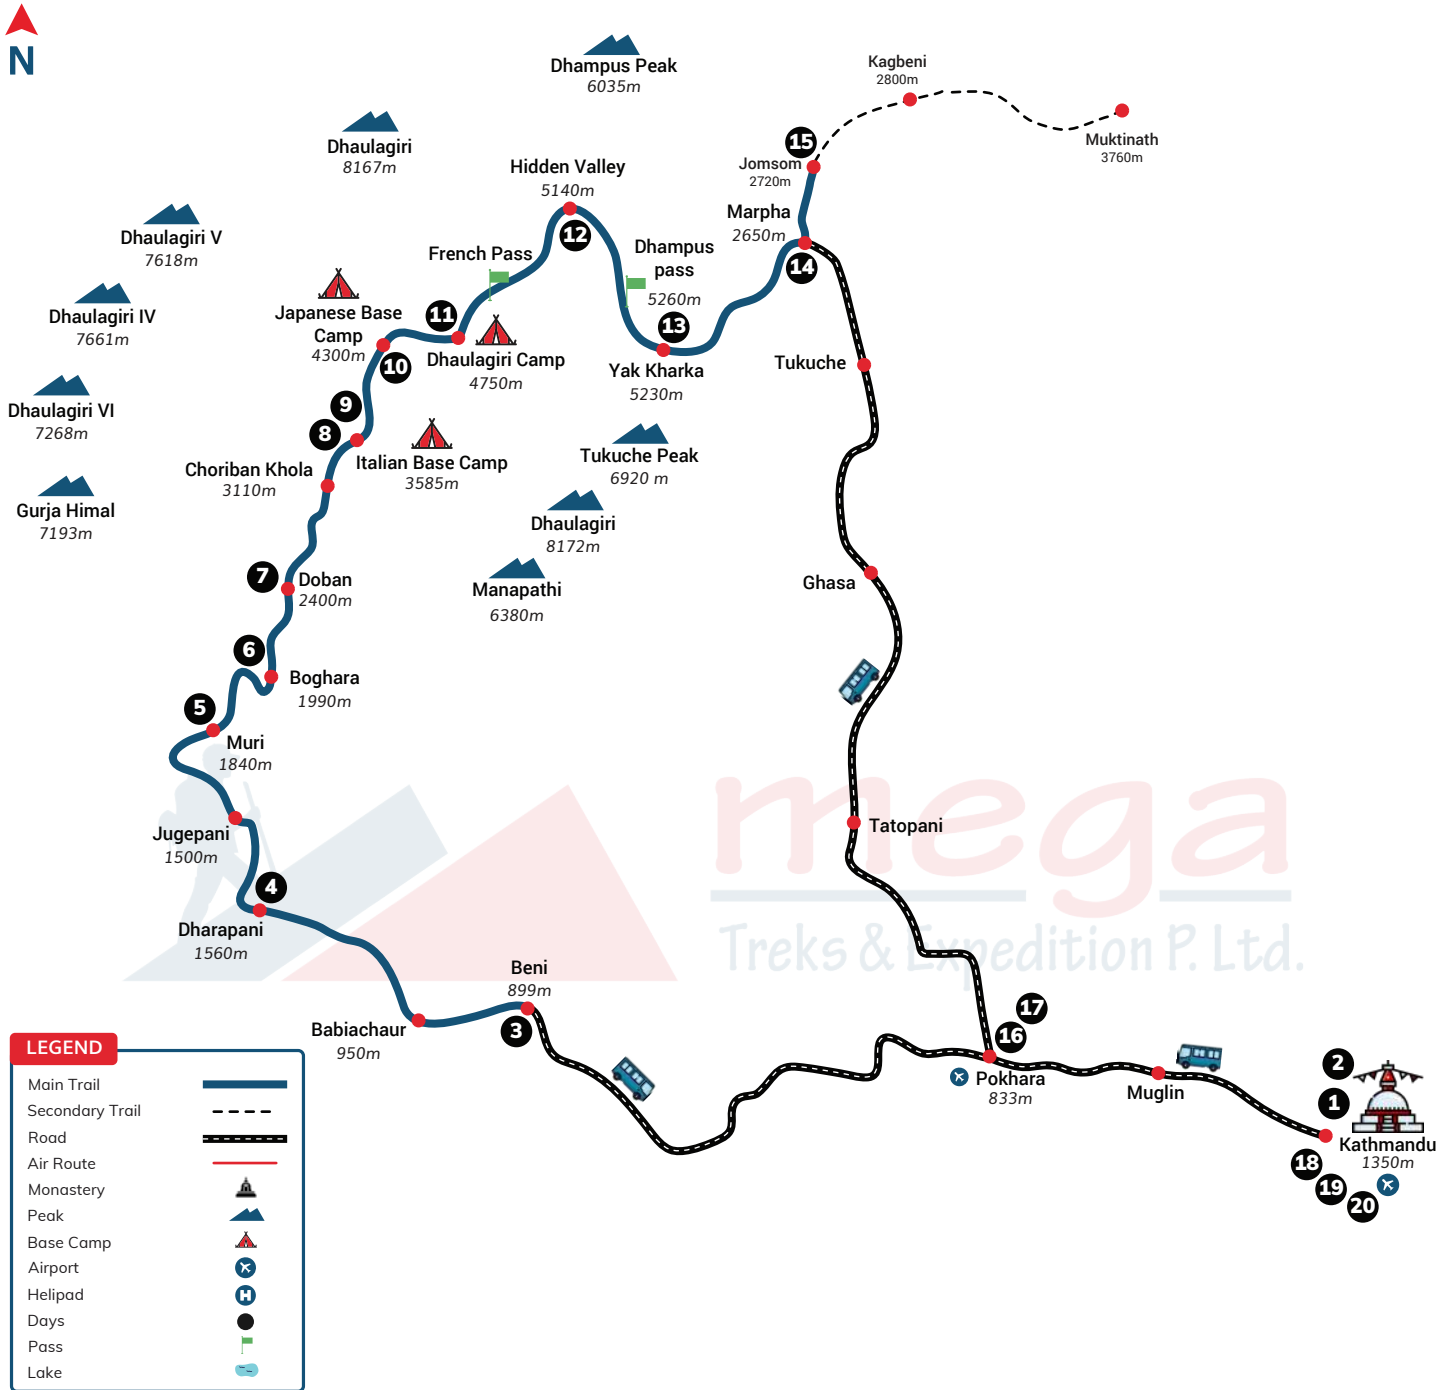 N
Dhampus Peak
6035m
Kagbeni
2800m
Muktinath
3760m
Dhaulagiri
8167m
15
Jomsom
2720m
Hidden Valley
5140m
12
Marpha
2650m
14
Dhaulagiri V
7618m
French Pass
Dhampus
pass
5260m
Dhaulagiri IV
7661m
Japanese Base
Camp
4300m
10
11
Dhaulagiri Camp
4750m
13
Yak Kharka
5230m
Tukuche
Dhaulagiri VI
7268m
9
8
Italian Base Camp
3585m
Tukuche Peak
6920 m
Choriban Khola
3110m
Gurja Himal
7193m
Dhaulagiri
8172m
Manapathi
6380m
Ghasa
7
Doban
2400m
6
Boghara
1990m
5
Muri
1840m
Jugepani
1500m
Tatopani
mega
Treks & Expedition P. Ltd.
4
Dharapani
1560m
Beni
899m
3
Babiachaur
950m
17
16
Pokhara
833m
Muglin
2
1
Kathmandu
1350m
18
19
20
LEGEND
Main Trail
Secondary Trail
Road
Air Route
Monastery
Peak
Base Camp
Airport
Helipad
H
Days
Pass
Lake